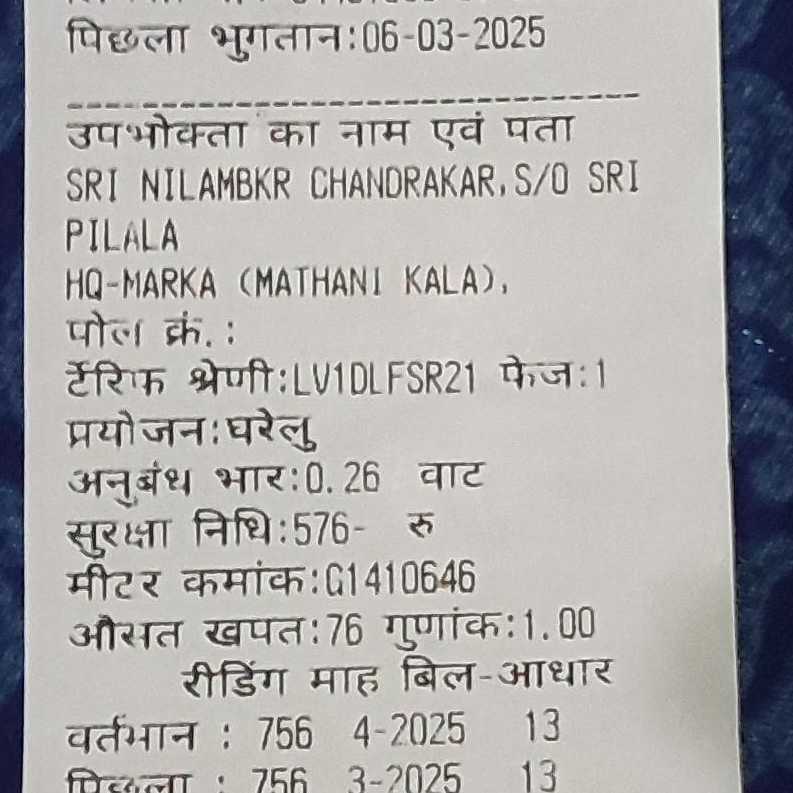 पिछला भुगतान:06-03-2025
उपभोक्ता का नाम एवं पता
SRI NILAMBKR CHANDRAKAR,S/O SRI
PILALA
HQ-MARKA (MATHANI KALA),
पोल क्रं.:
टॅरिफ श्रेणी:LV1DLFSR21 फेज:1
प्रयोजन:घरेलु
अनुबंध भार:0.26 वाट
सुरक्षा निधि:576- रु
मीटर कमांक:G1410646
औसत खपत:76 गुणांक:1.00
रीडिंग माह बिल-आधार
वर्तमान : 756 4-2025 13
पिछला : 756 3-2025 13